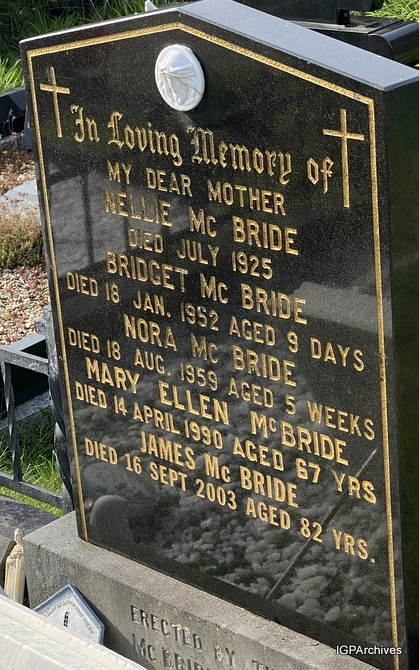 In Loving Memory of
MY DEAR MOTHER
NELLIE Mc BRIDE
DIED JULY 1925
BRIDGET Mc BRIDE
DIED 18 JAN. 1952 AGED 9 DAYS
NORA Mc BRIDE
DIED 18 AUG. 1959 AGED 5 WEEKS
MARY ELLEN McBRIDE
DIED 14 APRIL 1990 AGED 67 YRS
JAMES Mc BRIDE
DIED 16 SEPT 2003 AGED 82 YRS.
ERECTED BY
IGPArchives